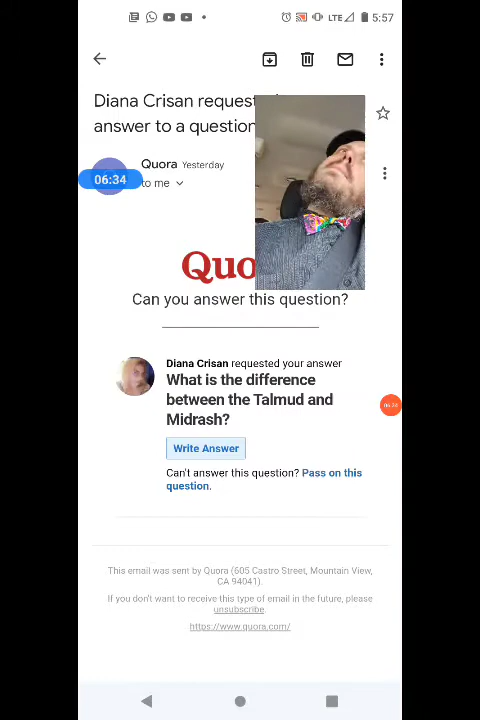 LTE 5:57
Diana Crisan request
answer to a question
Quora Yesterday
06:34
to me
Quo
Can you answer this question?
Diana Crisan requested your answer
What is the difference
between the Talmud and
Midrash?
Write Answer
Can't answer this question? Pass on this
question.
06:34
This email was sent by Quora (605 Castro Street, Mountain View,
CA 94041).
If you don't want to receive this type of email in the future, please
unsubscribe.
https://www.quora.com/